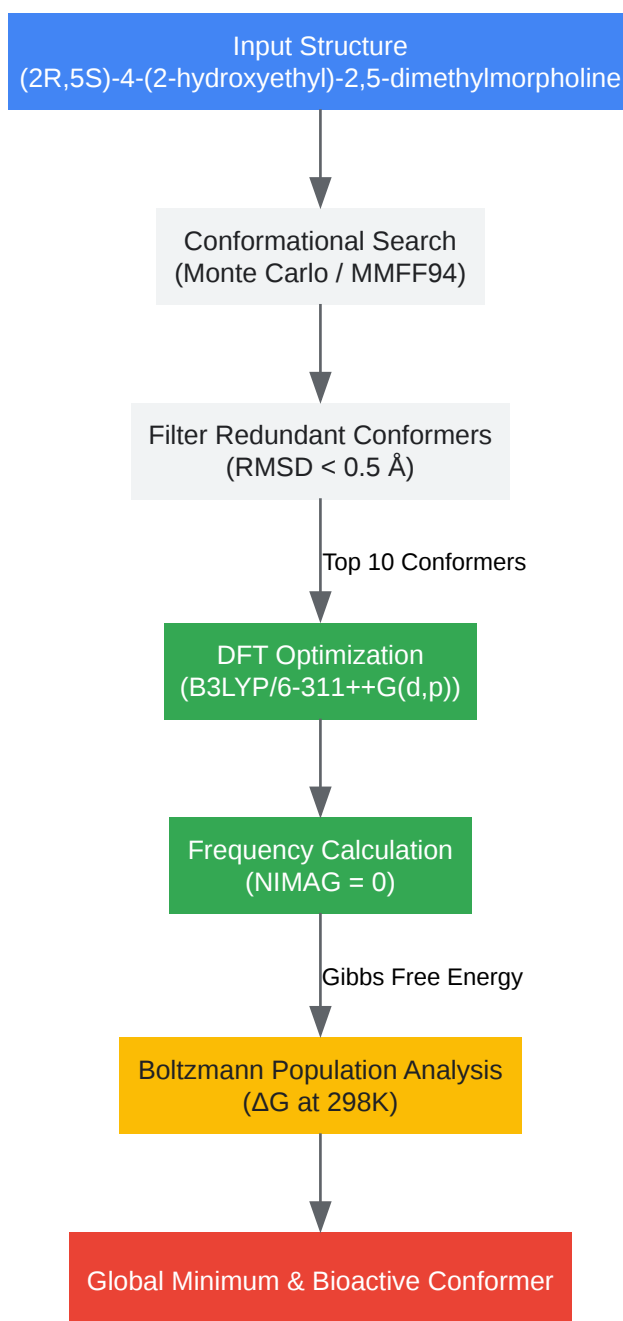 Input Structure
(2R,5S)-4-(2-hydroxyethyl)-2,5-dimethylmorpholine
Conformational Search
(Monte Carlo / MMFF94)
Filter Redundant Conformers
(RMSD < 0.5 Å)
Top 10 Conformers
DFT Optimization
(B3LYP/6-311++G(d,p))
Frequency Calculation
(NIMAG = 0)
Gibbs Free Energy
Boltzmann Population Analysis
(ΔG at 298K)
Global Minimum & Bioactive Conformer